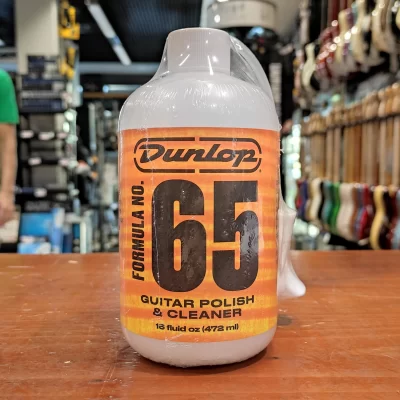 Dunlop
FORMULA NO.
65
GUITAR POLISH
& CLEANER
16 fluid oz (472 ml)